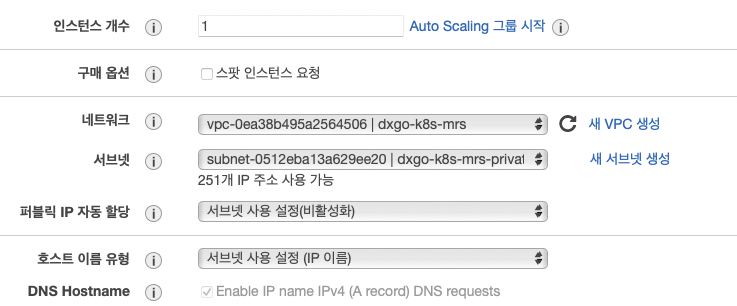 인스턴스 개수 1 Auto Scaling 그룹 시작
구매 옵션 스팟 인스턴스 요청
네트워크 vpc-0ea38b495a2564506 | dxgo-k8s-mrs 새 VPC 생성
서브넷 subnet-0512eba13a629ee20 | dxgo-k8s-mrs-privat 새 서브넷 생성
251개 IP 주소 사용 가능
퍼블릭 IP 자동 할당 서브넷 사용 설정(비활성화)
호스트 이름 유형 서브넷 사용 설정 (IP 이름)
DNS Hostname Enable IP name IPv4 (A record) DNS requests